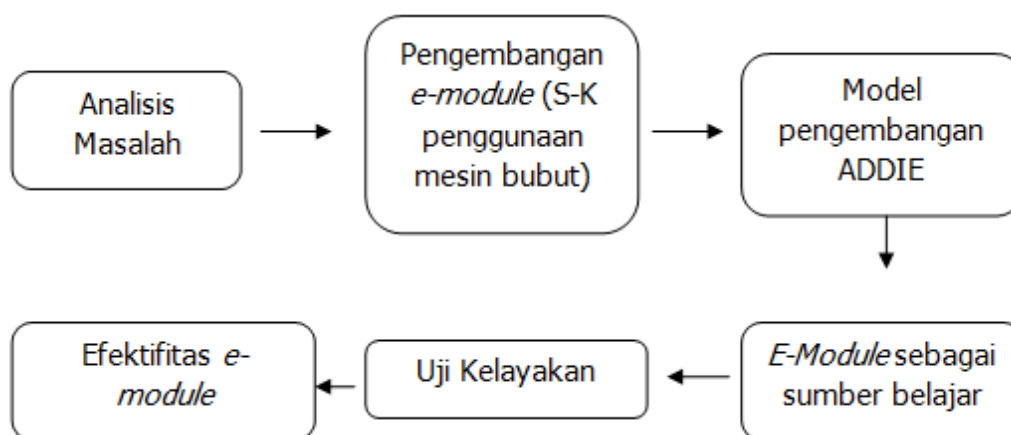 Analisis
Masalah
Pengembangan
e-module (S-K
penggunaan
mesin bubut)
Model
pengembangan
ADDIE
E-Module sebagai
sumber belajar
Uji Kelayakan
Efektifitas e-
module